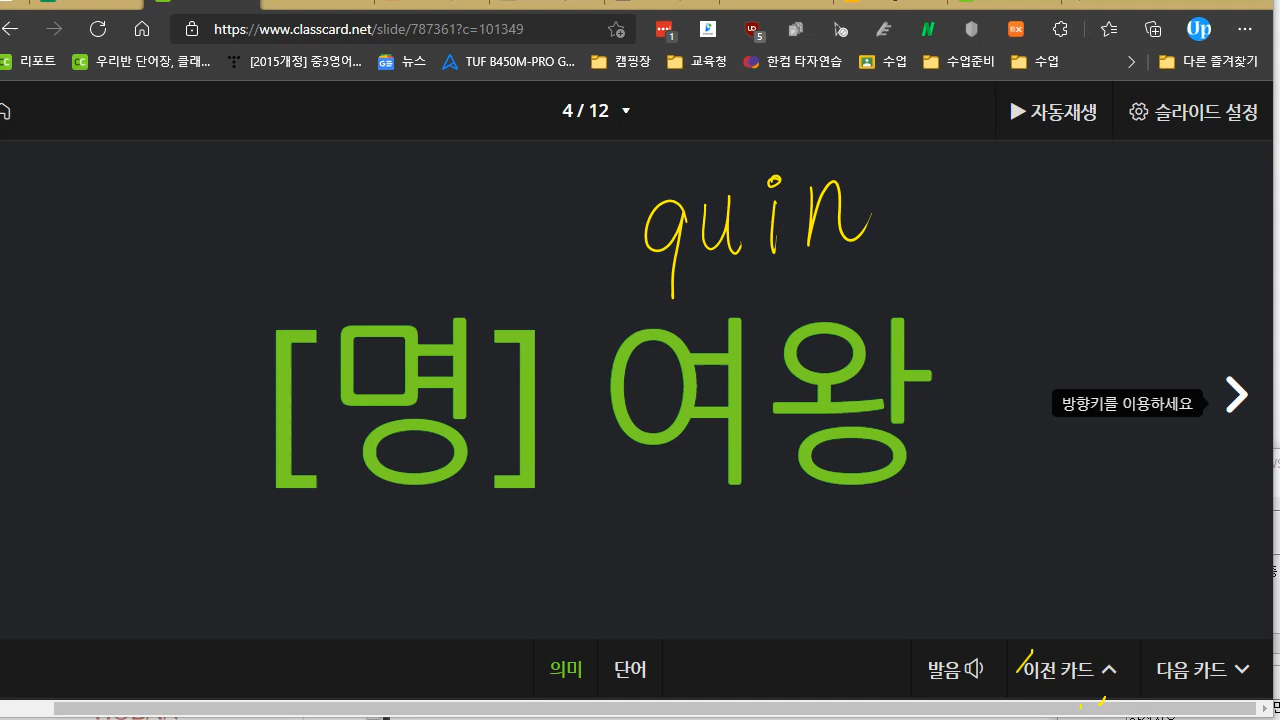 https://www.classcard.net/slide/787361?c=101349
1
5
EX
Up
리포트
우리반 단어장, 클래...
[2015개정] 중3영어...
뉴스
TUF B450M-PRO G...
캠핑장
교육청
한컴 타자연습
수업
수업준비
수업
다른 즐겨찾기
4 / 12
자동재생
슬라이드 설정
quin
[명] 여왕
방향키를 이용하세요
의미
단어
발음
이전 카드
다음 카드